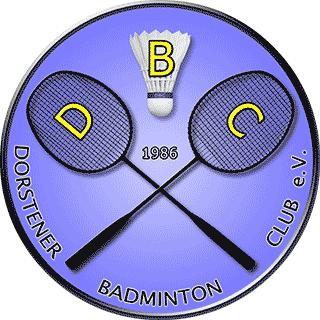 B
D
C
1986
DORSTENER BADMINTON CLUB e.V.